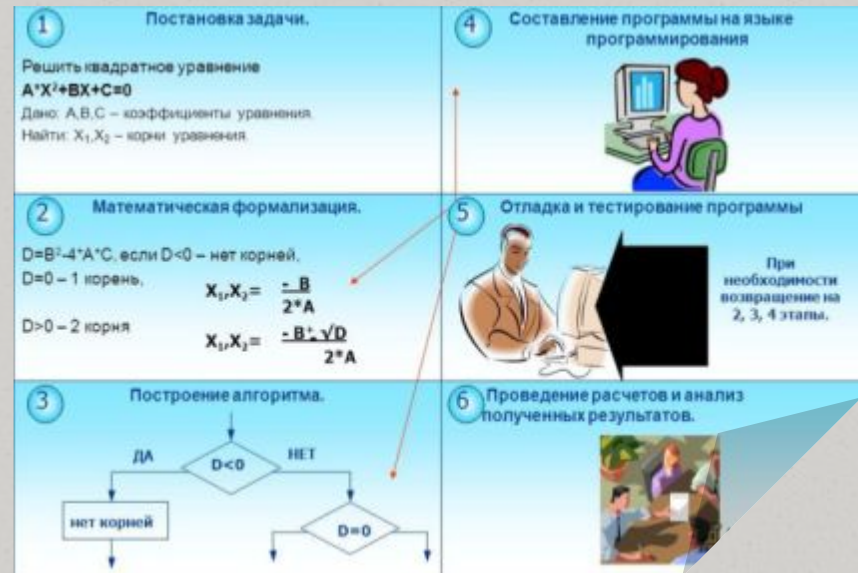 1
Постановка задачи.
Решить квадратное уравнение
A*X²+BX+C=0
Дано: A,B,C – коэффициенты уравнения.
Найти: X₁,X₂ – корни уравнения.
2
Математическая формализация.
D=B²-4*A*C, если D<0 – нет корней,
D=0 – 1 корень,
X₁,X₂= - B
2*A
D>0 – 2 корня
X₁,X₂= - B⁺₋ √D
2*A
3
Построение алгоритма.
ДА
D<0
НЕТ
нет корней
D=0
4
Составление программы на языке
программирования
5
Отладка и тестирование программы
При
необходимости
возвращение на
2, 3, 4 этапы.
6
Проведение расчетов и анализ
полученных результатов.